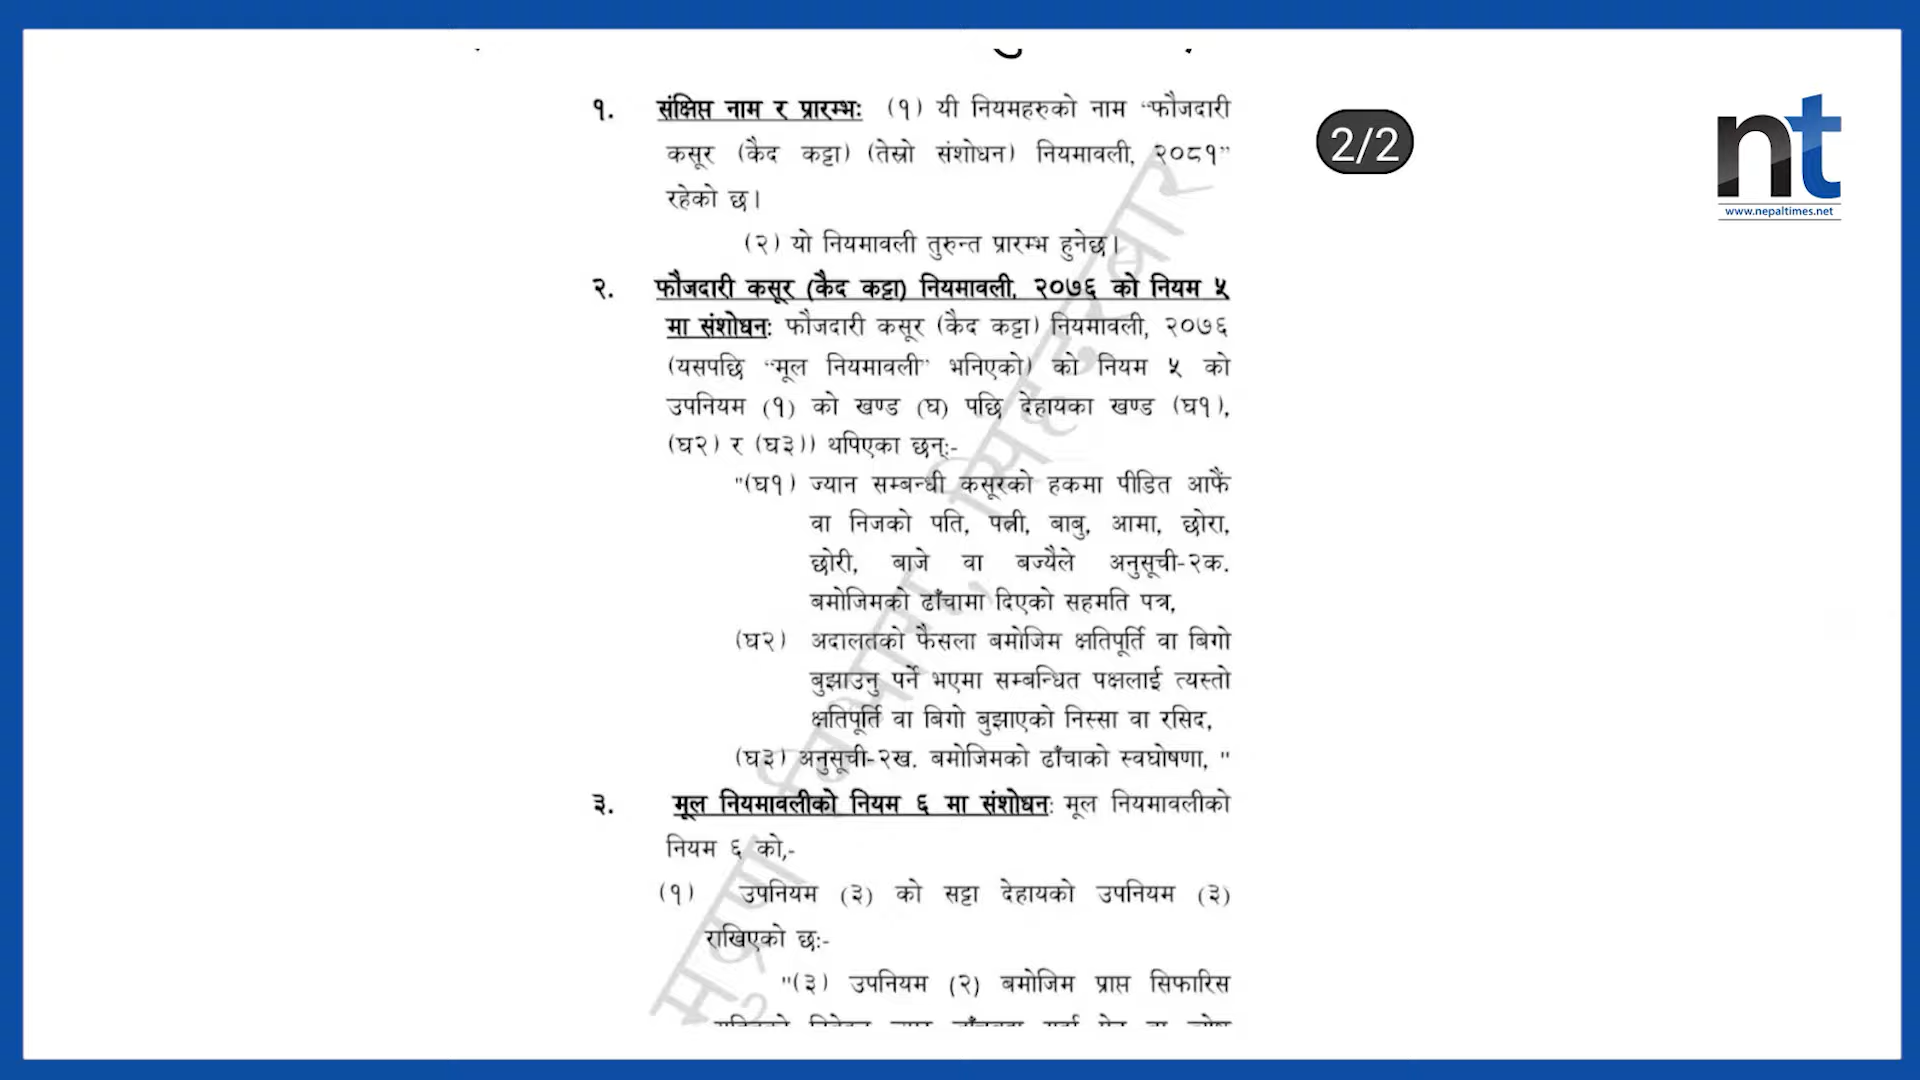 १. संक्षिप्त नाम र प्रारम्भः (१) यी नियमहरुको नाम “फौजदारी
कसूर (कैद कट्टा) (तेस्रो संशोधन) नियमावली, २०८१”
रहेको छ।
(२) यो नियमावली तुरुन्त प्रारम्भ हुनेछ।
२. फौजदारी कसूर (कैद कट्टा) नियमावली, २०७६ को नियम ५
मा संशोधनः फौजदारी कसूर (कैद कट्टा) नियमावली, २०७६
(यसपछि “मूल नियमावली” भनिएको) को नियम ५ को
उपनियम (१) को खण्ड (घ) पछि देहायका खण्ड (घ१),
(घ२) र (घ३)) थपिएका छन्ः-
"(घ१) ज्यान सम्बन्धी कसूरको हकमा पीडित आफैं
वा निजको पति, पत्नी, बाबु, आमा, छोरा,
छोरी, बाजे वा बज्यैले अनुसूची-२क.
बमोजिमको ढाँचामा दिएको सहमति पत्र,
(घ२) अदालतको फैसला बमोजिम क्षतिपूर्ति वा बिगो
बुझाउनु पर्ने भएमा सम्बन्धित पक्षलाई त्यस्तो
क्षतिपूर्ति वा बिगो बुझाएको निस्सा वा रसिद,
(घ३) अनुसूची-२ख. बमोजिमको ढाँचाको स्वघोषणा, "
३. मूल नियमावलीको नियम ६ मा संशोधनः मूल नियमावलीको
नियम ६ को,-
(१) उपनियम (३) को सट्टा देहायको उपनियम (३)
राखिएको छः-
"(३) उपनियम (२) बमोजिम प्राप्त सिफारिस
2/2
nt
www.nepaltimes.net
मुद्रण विभाग, सिंहदरबार